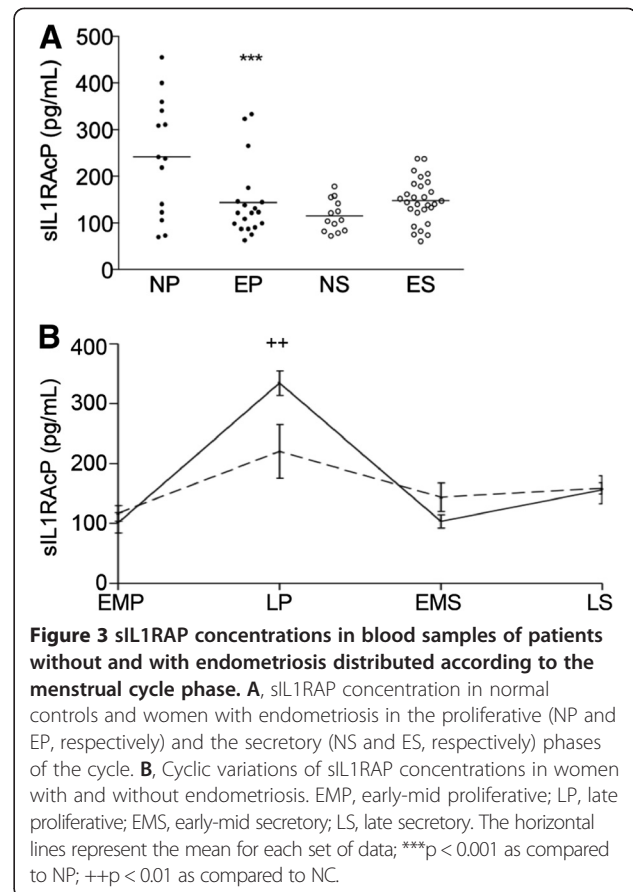 A
500
***
sIL1RAcP (pg/mL)
400
300
200
100
0
NP EP NS ES
B
400
++
sIL1RAcP (pg/mL)
300
200
100
0
EMP LP EMS LS
Figure 3 sIL1RAP concentrations in blood samples of patients
without and with endometriosis distributed according to the
menstrual cycle phase. A, sIL1RAP concentration in normal
controls and women with endometriosis in the proliferative (NP and
EP, respectively) and the secretory (NS and ES, respectively) phases
of the cycle. B, Cyclic variations of sIL1RAP concentrations in women
with and without endometriosis. EMP, early-mid proliferative; LP, late
proliferative; EMS, early-mid secretory; LS, late secretory. The horizontal
lines represent the mean for each set of data; ***p < 0.001 as compared
to NP; ++p < 0.01 as compared to NC.